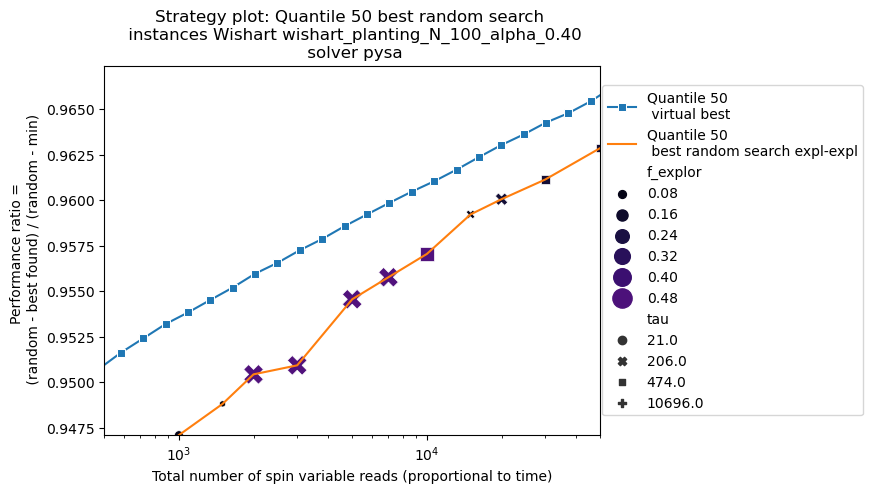 Strategy plot: Quantile 50 best random search
instances Wishart wishart_planting_N_100_alpha_0.40
solver pysa
Performance ratio =
(random - best found) / (random - min)
0.9650
0.9625
0.9600
0.9575
0.9550
0.9525
0.9500
0.9475
10^3
10^4
Total number of spin variable reads (proportional to time)
Quantile 50
virtual best
Quantile 50
best random search expl-expl
f_explor
0.08
0.16
0.24
0.32
0.40
0.48
tau
21.0
206.0
474.0
10696.0